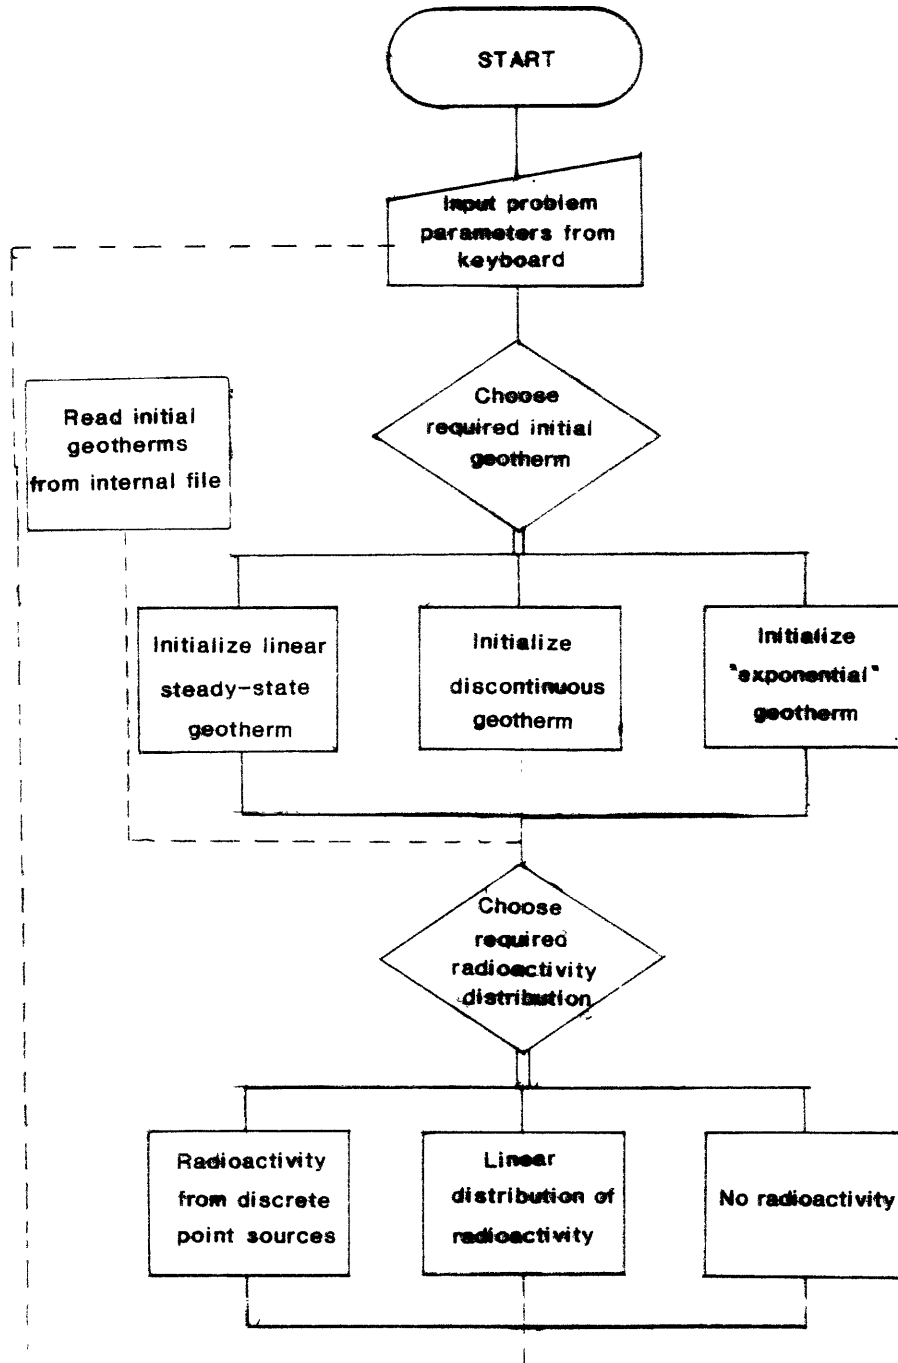 START
Input problem
parameters from
keyboard
Choose
required initial
geotherm
Read initial
geotherms
from internal file
Initialize linear
steady-state
geotherm
Initialize
discontinuous
geotherm
Initialize
"exponential"
geotherm
Choose
required
radioactivity
distribution
Radioactivity
from discrete
point sources
Linear
distribution of
radioactivity
No radioactivity